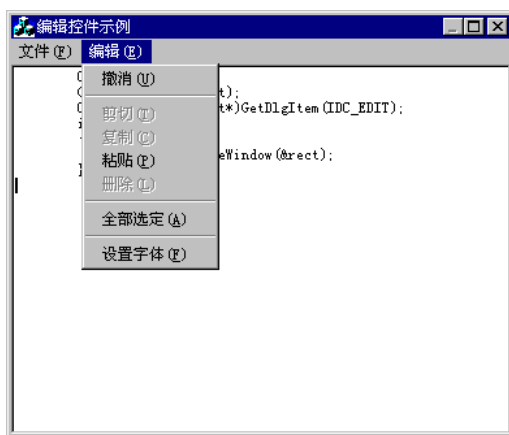 编辑控件示例
文件(F) 编辑(E)
撤消(U)
剪切(T)
复制(C)
粘贴(P)
删除(L)
全部选定(A)
设置字体(F)
t);
t*)GetDlgItem(IDC_EDIT);
eWindow(&rect);